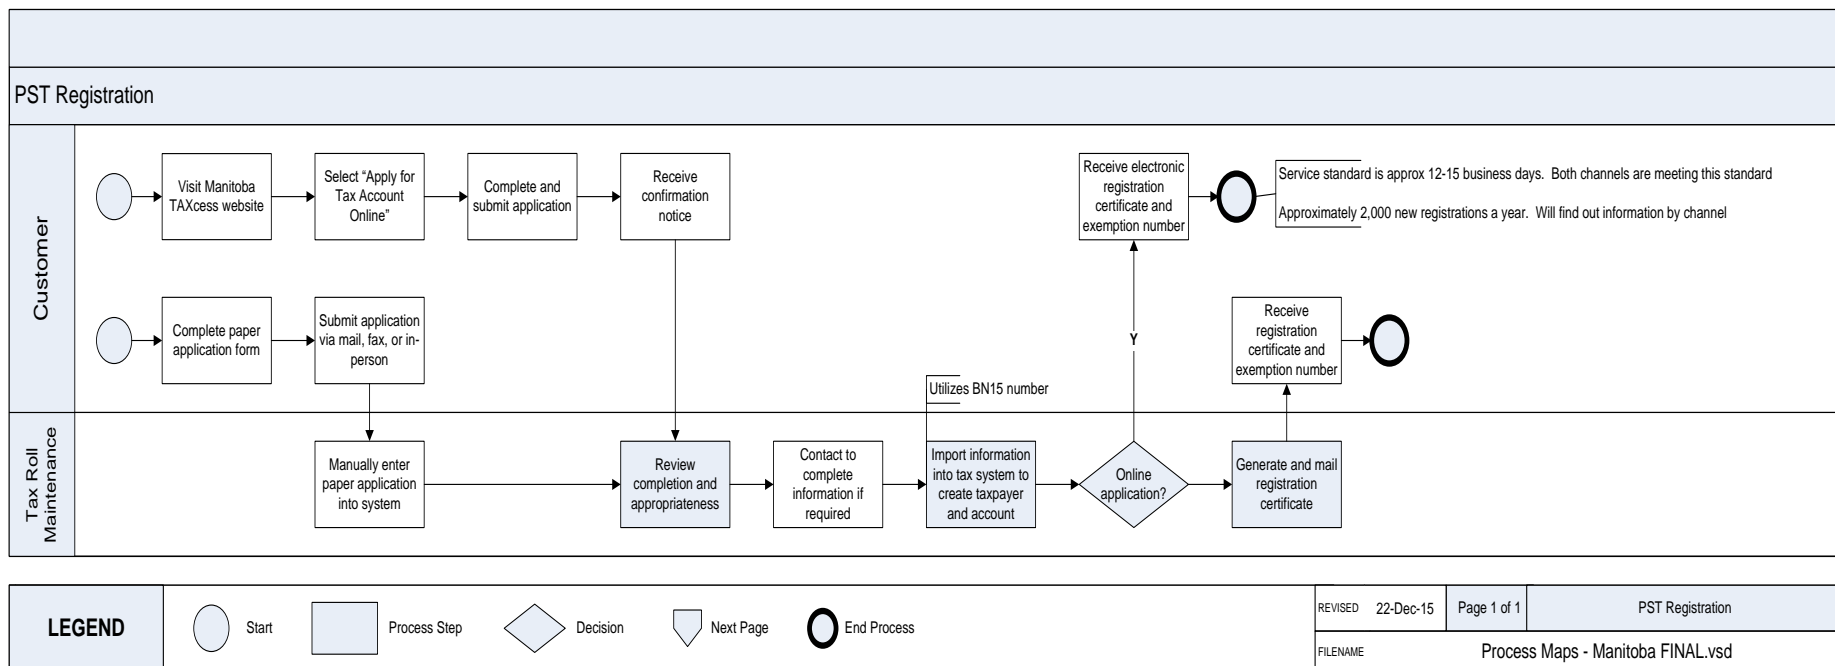 PST Registration
Customer
Visit Manitoba
TAXcess website
Select “Apply for
Tax Account
Online”
Complete and
submit application
Receive
confirmation
notice
Receive electronic
registration
certificate and
exemption number
Service standard is approx 12-15 business days.  Both channels are meeting this standard
Approximately 2,000 new registrations a year.  Will find out information by channel
Complete paper
application form
Submit application
via mail, fax, or in-
person
Y
Receive
registration
certificate and
exemption number
Utilizes BN15 number
Tax Roll
Maintenance
Manually enter
paper application
into system
Review
completion and
appropriateness
Contact to
complete
information if
required
Import information
into tax system to
create taxpayer
and account
Online
application?
Generate and mail
registration
certificate
LEGEND
Start
Process Step
Decision
Next Page
End Process
REVISED 22-Dec-15 Page 1 of 1 PST Registration
FILENAME Process Maps - Manitoba FINAL.vsd